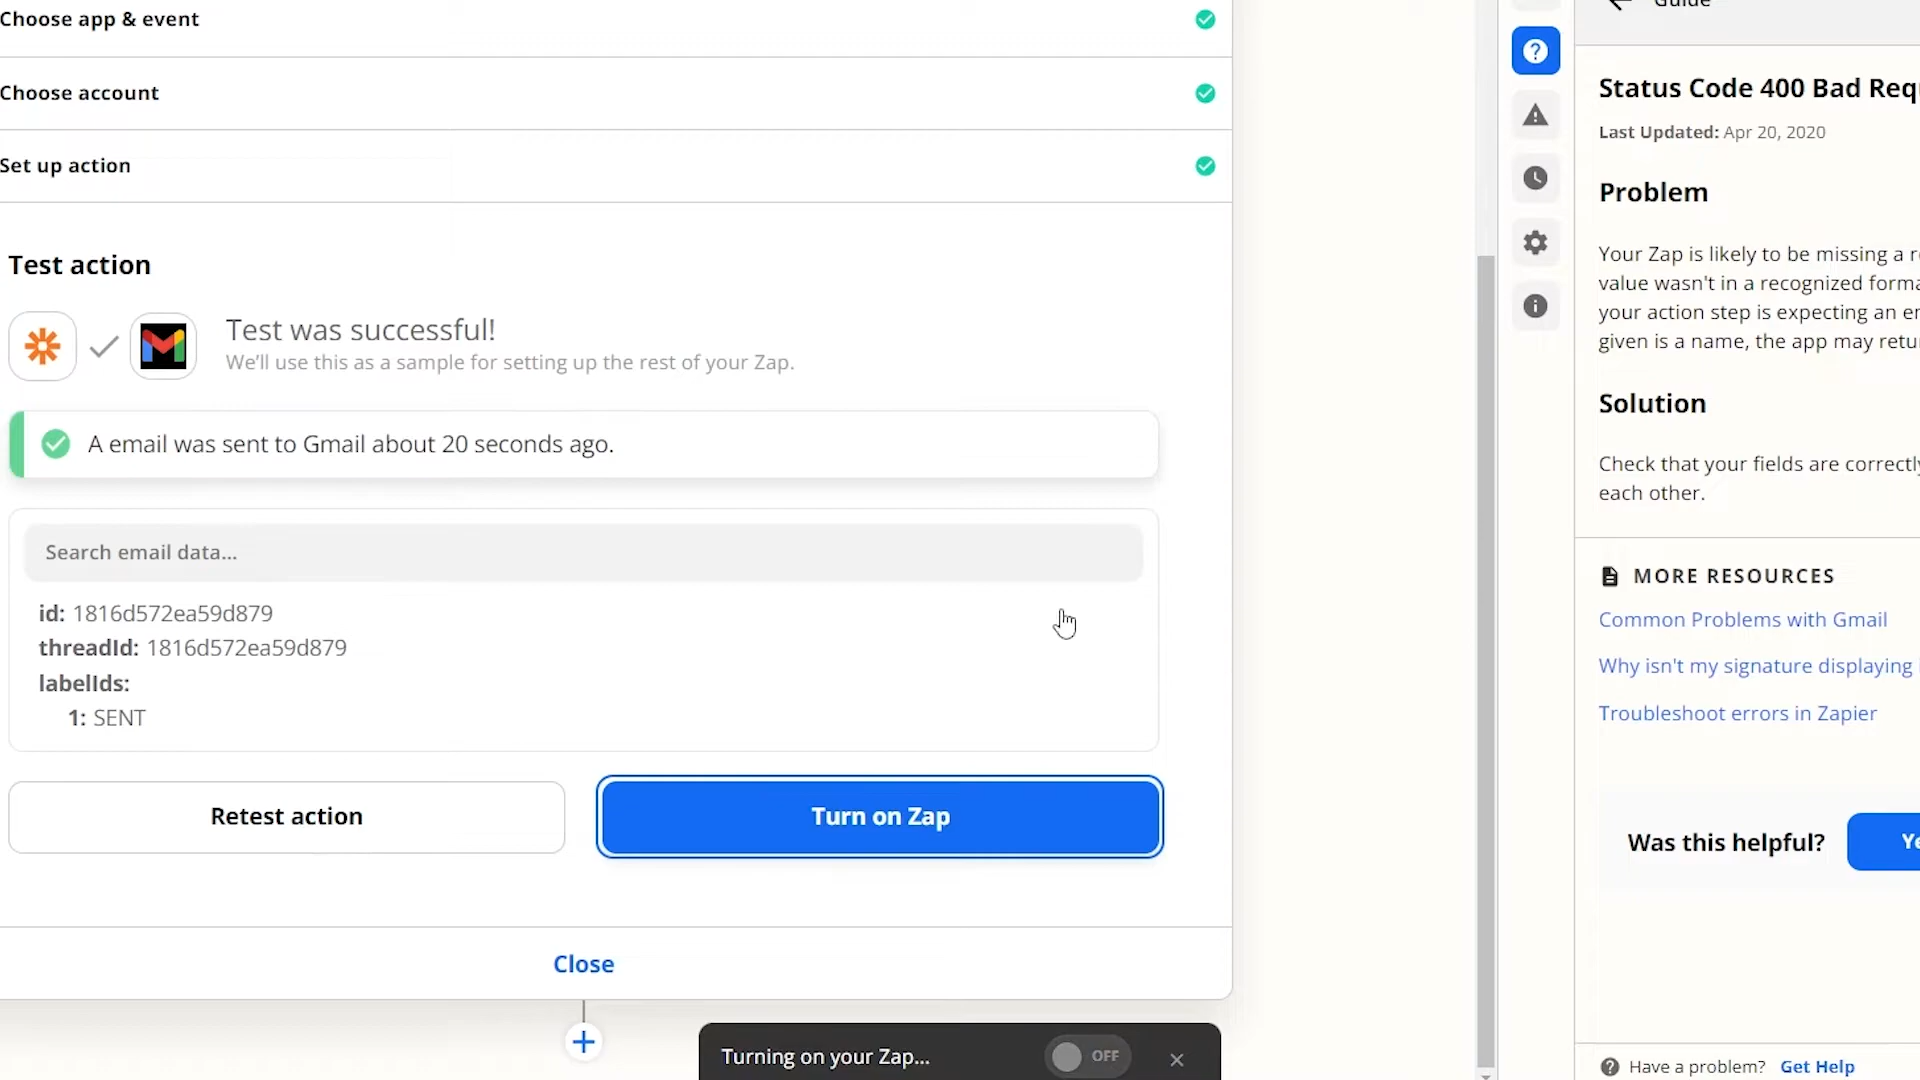 Choose app & event
Choose account
Set up action
Test action
Test was successful!
We'll use this as a sample for setting up the rest of your Zap.
A email was sent to Gmail about 20 seconds ago.
Search email data...
id: 1816d572ea59d879
threadId: 1816d572ea59d879
labelIds:
1: SENT
Retest action
Turn on Zap
Close
Turning on your Zap...
OFF
Guide
Status Code 400 Bad Req
Last Updated: Apr 20, 2020
Problem
Your Zap is likely to be missing a
value wasn't in a recognized
your action step is expecting an
given is a name, the app may
Solution
Check that your fields are correctly
each other.
MORE RESOURCES
Common Problems with Gmail
Why isn't my signature displaying
Troubleshoot errors in Zapier
Was this helpful?
Ye
Have a problem? Get Help